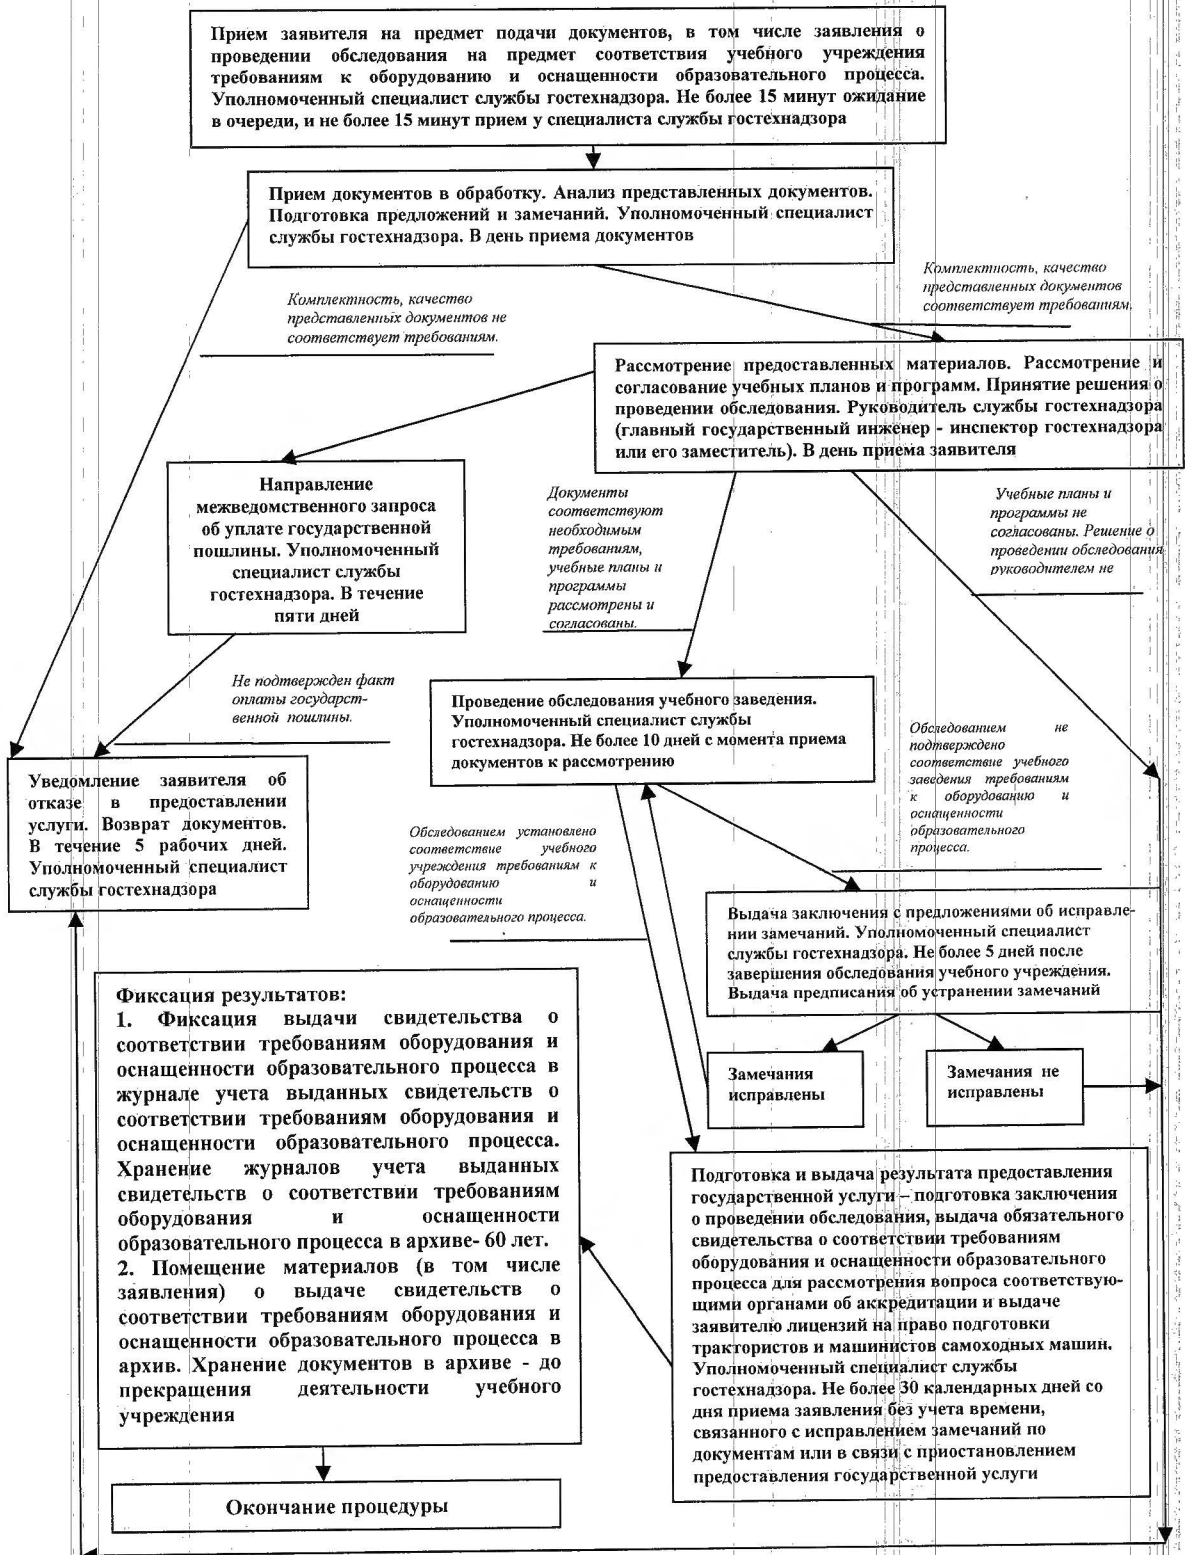 Прием заявителя на предмет подачи документов, в том числе заявления о
проведении обследования на предмет соответствия учебного учреждения
требованиям к оборудованию и оснащенности образовательного процесса.
Уполномоченный специалист службы гостехнадзора. Не более 15 минут ожидание
в очереди, и не более 15 минут прием у специалиста службы гостехнадзора
Прием документов в обработку. Анализ представленных документов.
Подготовка предложений и замечаний. Уполномоченный специалист
службы гостехнадзора. В день приема документов
Комплектность, качество
представленных документов не
соответствует требованиям.
Комплектность, качество
представленных документов
соответствует требованиям.
Рассмотрение предоставленных материалов. Рассмотрение и
согласование учебных планов и программ. Принятие решения о
проведении обследования. Руководитель службы гостехнадзора
(главный государственный инженер - инспектор гостехнадзора
или его заместитель). В день приема заявителя
Направление
межведомственного запроса
об уплате государственной
пошлины. Уполномоченный
специалист службы
гостехнадзора. В течение
пяти дней
Документы
соответствуют
необходимым
требованиям,
учебные планы и
программы
рассмотрены и
согласованы.
Учебные планы и
программы не
согласованы. Решение о
проведении обследования
руководителем не
Не подтвержден факт
оплаты государст-
венной пошлины.
Проведение обследования учебного заведения.
Уполномоченный специалист службы
гостехнадзора. Не более 10 дней с момента приема
документов к рассмотрению
Обследованием не
подтверждено
соответствие учебного
заведения требованиям
к оборудованию и
оснащенности
образовательного
процесса.
Уведомление заявителя об
отказе в предоставлении
услуги. Возврат документов.
В течение 5 рабочих дней.
Уполномоченный специалист
службы гостехнадзора
Обследованием установлено
соответствие учебного
учреждения требованиям к
оборудованию и
оснащенности
образовательного процесса.
Выдача заключения с предложениями об исправле-
нии замечаний. Уполномоченный специалист
службы гостехнадзора. Не более 5 дней после
завершения обследования учебного учреждения.
Выдача предписания об устранении замечаний
Замечания
исправлены
Замечания не
исправлены
Фиксация результатов:
1. Фиксация выдачи свидетельства о
соответствии требованиям оборудования и
оснащенности образовательного процесса в
журнале учета выданных свидетельств о
соответствии требованиям оборудования и
оснащенности образовательного процесса.
Хранение журналов учета выданных
свидетельств о соответствии требованиям
оборудования и оснащенности
образовательного процесса в архиве- 60 лет.
2. Помещение материалов (в том числе
заявления) о выдаче свидетельств о
соответствии требованиям оборудования и
оснащенности образовательного процесса в
архив. Хранение документов в архиве - до
прекращения деятельности учебного
учреждения
Подготовка и выдача результата предоставления
государственной услуги – подготовка заключения
о проведении обследования, выдача обязательного
свидетельства о соответствии требованиям
оборудования и оснащенности образовательного
процесса для рассмотрения вопроса соответствую-
щими органами об аккредитации и выдаче
заявителю лицензий на право подготовки
трактористов и машинистов самоходных машин.
Уполномоченный специалист службы
гостехнадзора. Не более 30 календарных дней со
дня приема заявления без учета времени,
связанного с исправлением замечаний по
документам или в связи с приостановлением
предоставления государственной услуги
Окончание процедуры